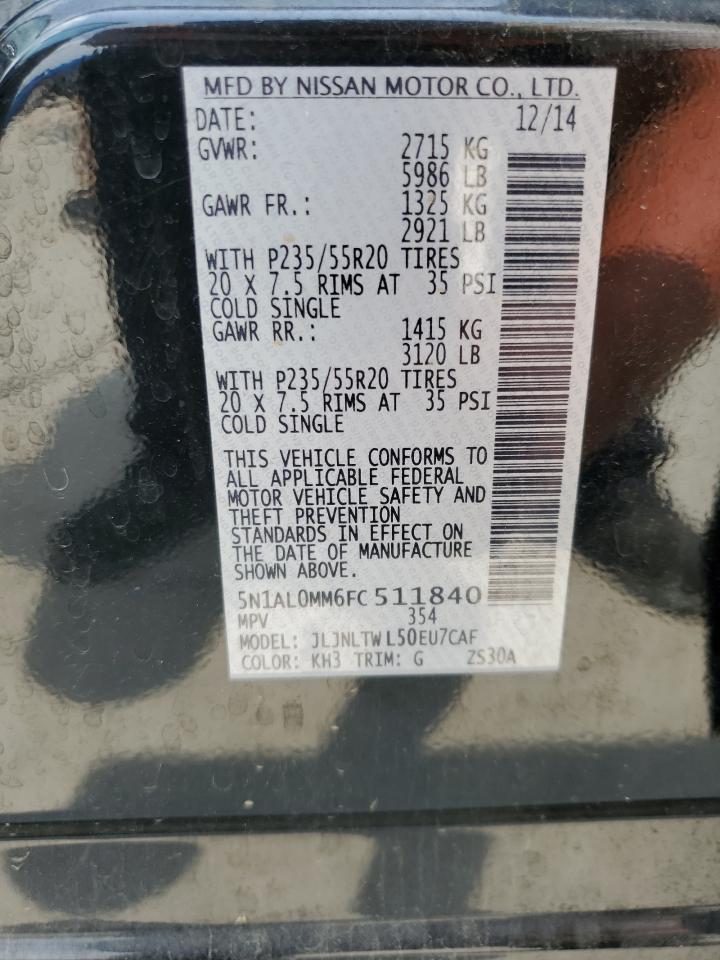 MFD BY NISSAN MOTOR CO., LTD.
DATE: 12/14
GVWR: 2715 KG
5986 LB
GAWR FR.: 1325 KG
2921 LB
WITH P235/55R20 TIRES
20 X 7.5 RIMS AT 35 PSI
COLD SINGLE
GAWR RR.: 1415 KG
3120 LB
WITH P235/55R20 TIRES
20 X 7.5 RIMS AT 35 PSI
COLD SINGLE
THIS VEHICLE CONFORMS TO
ALL APPLICABLE FEDERAL
MOTOR VEHICLE SAFETY AND
THEFT PREVENTION
STANDARDS IN EFFECT ON
THE DATE OF MANUFACTURE
SHOWN ABOVE.
5N1AL0MM6FC 511840
MPV 354
MODEL: JLJNLTW L50EU7CAF
COLOR: KH3 TRIM: G ZS30A